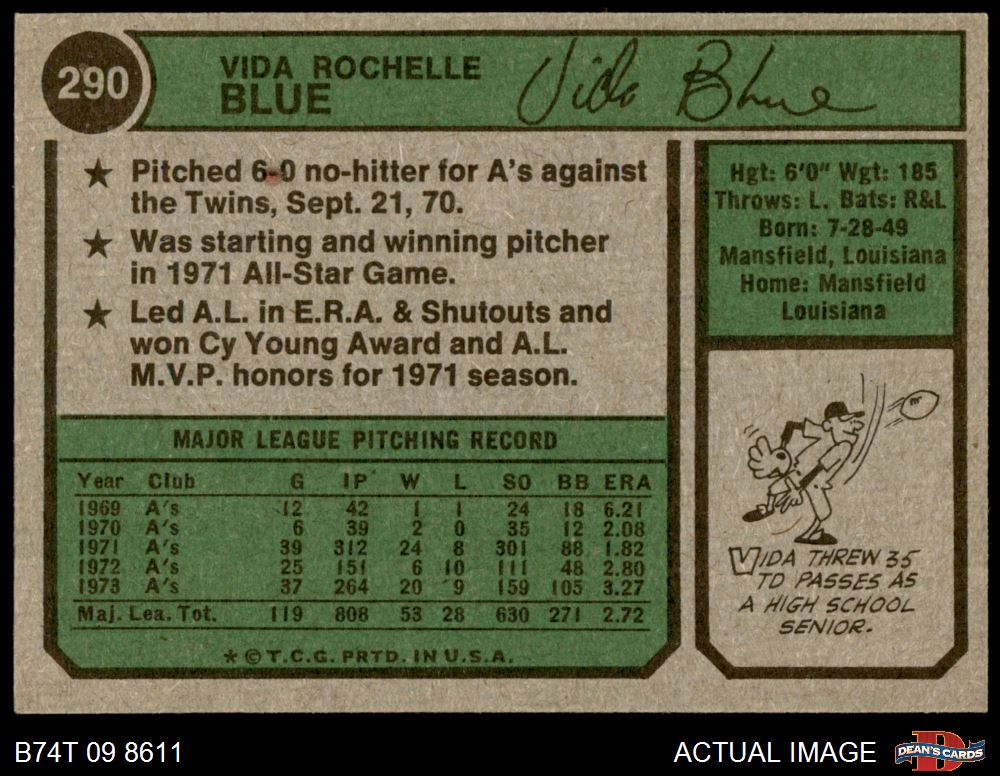 290
VIDA ROCHELLE
BLUE
Vida Blue
★ Pitched 6-0 no-hitter for A's against
the Twins, Sept. 21, 70.
★ Was starting and winning pitcher
in 1971 All-Star Game.
★ Led A.L. in E.R.A. & Shutouts and
won Cy Young Award and A.L.
M.V.P. honors for 1971 season.
Hgt: 6'0" Wgt: 185
Throws: L. Bats: R&L
Born: 7-28-49
Mansfield, Louisiana
Home: Mansfield
Louisiana
MAJOR LEAGUE PITCHING RECORD
Year Club G IP W L SO BB ERA
1969 A's 12 42 1 1 24 18 6.21
1970 A's 6 39 2 0 35 12 2.08
1971 A's 39 312 24 8 301 88 1.82
1972 A's 25 151 6 10 111 48 2.80
1973 A's 37 264 20 9 159 105 3.27
Maj. Lea. Tot. 119 808 53 28 630 271 2.72
* © T.C.G. PRTD. IN U.S.A.
VIDA THREW 35
TD PASSES AS
A HIGH SCHOOL
SENIOR.
B74T 09 8611
ACTUAL IMAGE
DEAN'S CARDS